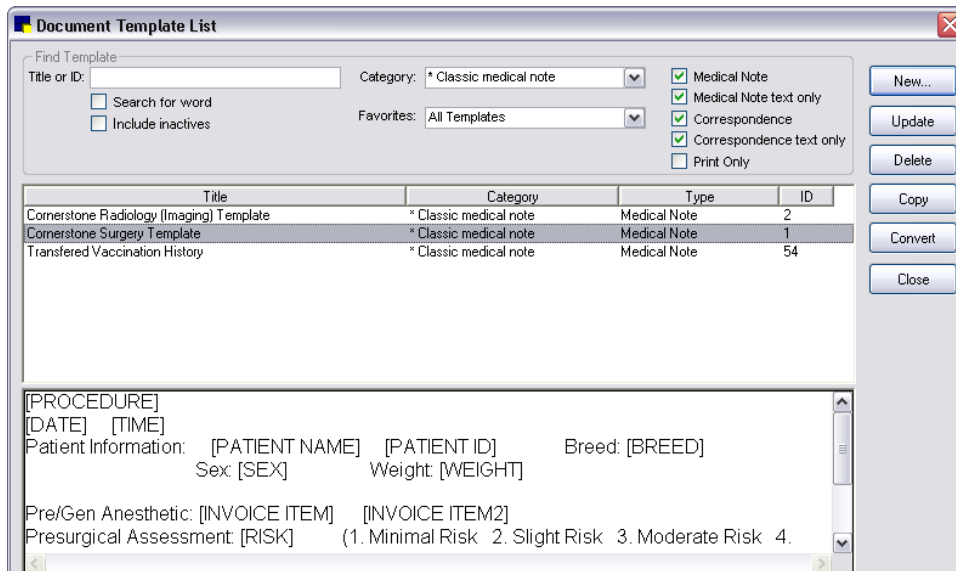 Document Template List
Find Template
Title or ID:
Category: * Classic medical note
Medical Note
New...
Search for word
Medical Note text only
Include inactives
Favorites: All Templates
Correspondence
Update
Correspondence text only
Print Only
Delete
Title Category Type ID
Copy
Cornerstone Radiology (Imaging) Template * Classic medical note Medical Note 2
Cornerstone Surgery Template * Classic medical note Medical Note 1
Convert
Transfered Vaccination History * Classic medical note Medical Note 54
Close
[PROCEDURE]
[DATE] [TIME]
Patient Information: [PATIENT NAME] [PATIENT ID] Breed: [BREED]
Sex: [SEX] Weight: [WEIGHT]
Pre/Gen Anesthetic: [INVOICE ITEM] [INVOICE ITEM2]
Presurgical Assessment: [RISK] (1. Minimal Risk 2. Slight Risk 3. Moderate Risk 4.